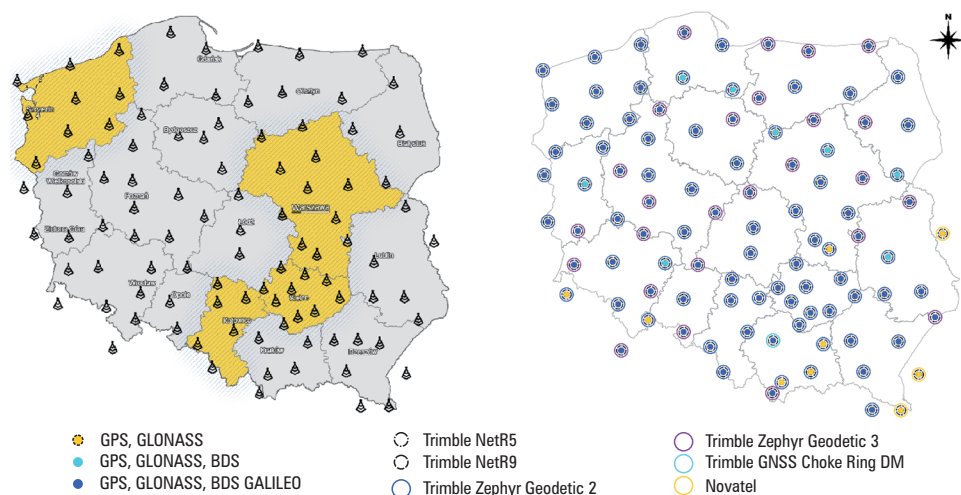 N
Gdańsk
Olsztyn
Szczecin
Bydgoszcz
Białystok
Gorzów
Wielkopolski
Poznań
Warszawa
Zielona Góra
Łódź
Lublin
Wrocław
Opole
Kielce
Katowice
Kraków
Rzeszów
GPS, GLONASS
GPS, GLONASS, BDS
GPS, GLONASS, BDS GALILEO
Trimble NetR5
Trimble NetR9
Trimble Zephyr Geodetic 2
Trimble Zephyr Geodetic 3
Trimble GNSS Choke Ring DM
Novatel